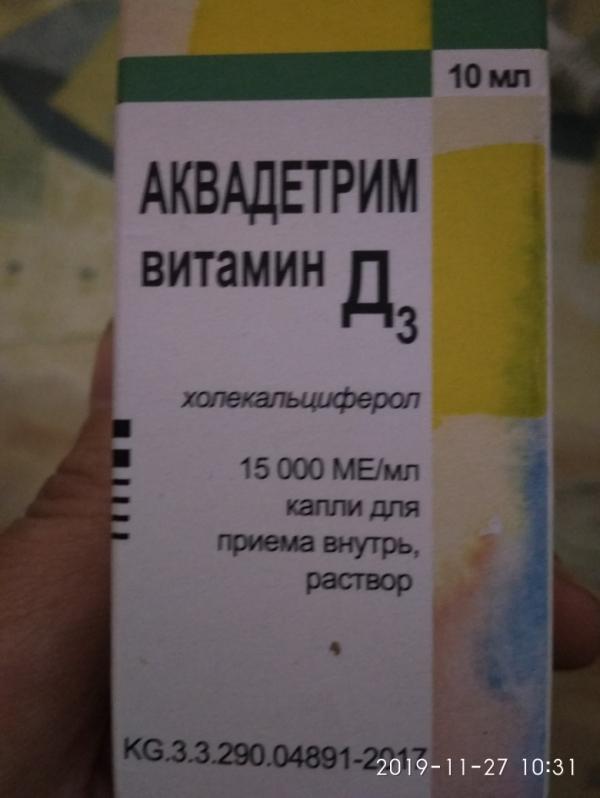 10 мл
АКВАДЕТРИМ
ВИТАМИН Д3
холекальциферол
15 000 МЕ/мл
капли для
приема внутрь,
раствор
KG.3.3.290.04891-2017
2019-11-27 10:31